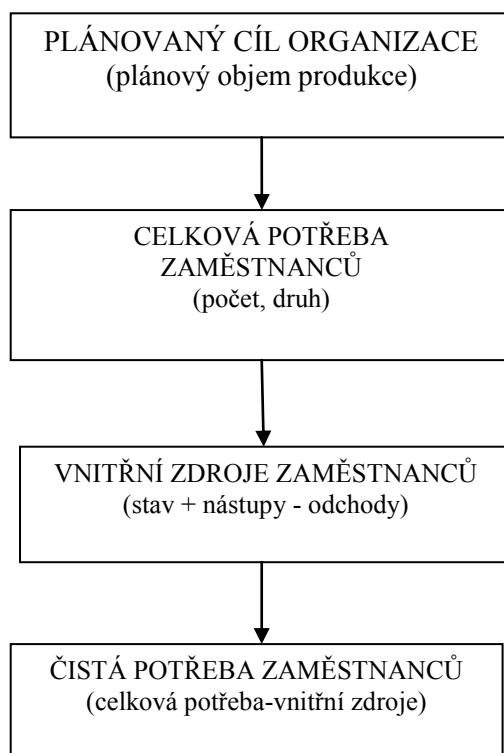 PLÁNOVANÝ CÍL ORGANIZACE
(plánový objem produkce)
CELKOVÁ POTŘEBA
ZAMĚSTNANCŮ
(počet, druh)
VNITŘNÍ ZDROJE ZAMĚSTNANCŮ
(stav + nástupy - odchody)
ČISTÁ POTŘEBA ZAMĚSTNANCŮ
(celková potřeba-vnitřní zdroje)